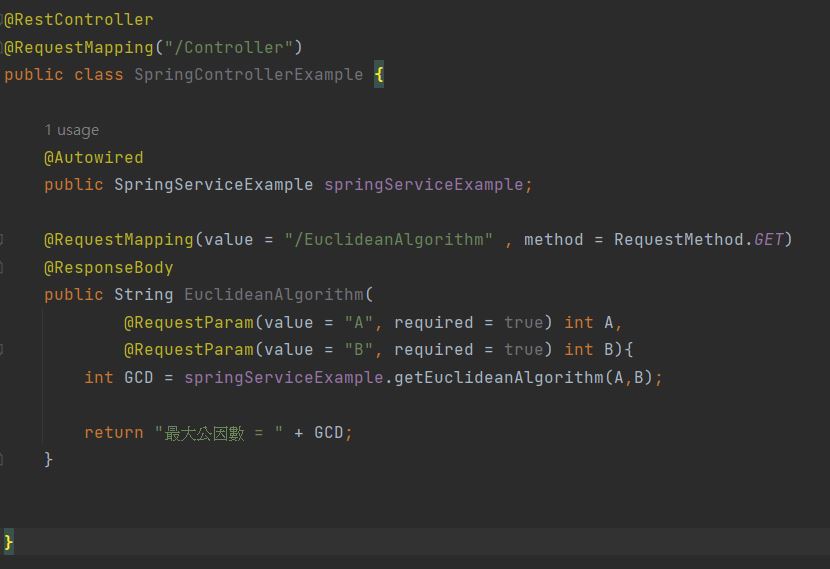 @RestController
@RequestMapping("/Controller")
public class SpringControllerExample {
1 usage
@Autowired
public SpringServiceExample springServiceExample;
@RequestMapping(value = "/EuclideanAlgorithm" , method = RequestMethod.GET)
@ResponseBody
public String EuclideanAlgorithm(
@RequestParam(value = "A", required = true) int A,
@RequestParam(value = "B", required = true) int B){
int GCD = springServiceExample.getEuclideanAlgorithm(A,B);
return "最大公因數 = " + GCD;
}
}